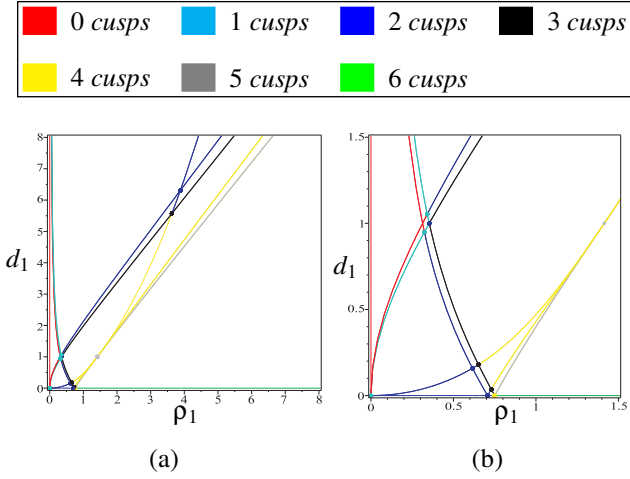 0 cusps 1 cusps 2 cusps 3 cusps
4 cusps 5 cusps 6 cusps
8
7
6
5
d1
4
3
2
1
0
0 1 2 3 4 5 6 7 8
ρ1
(a)
1.5
1
d1
0.5
0
0 0.5 1 1.5
ρ1
(b)